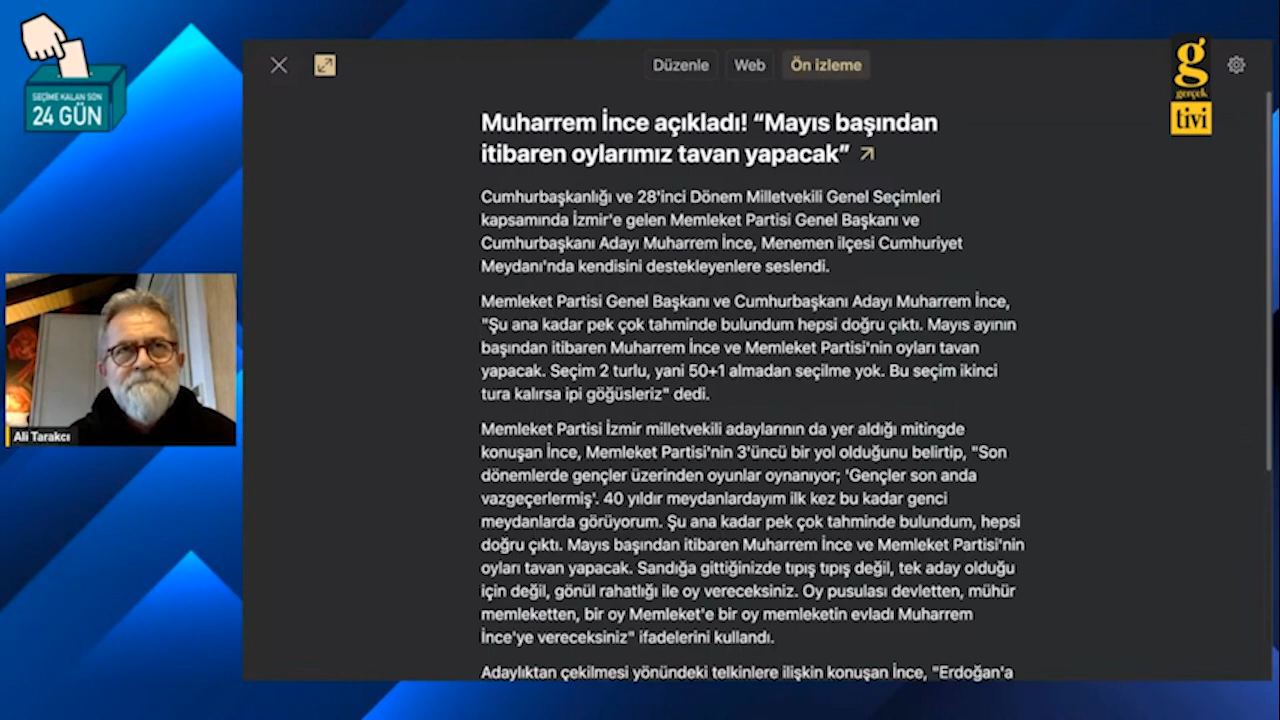 SEÇİME KALAN SON
24 GÜN
Düzenle
Web
Ön izleme
g
gerçek
tivi
Muharrem İnce açıkladı! “Mayıs başından
itibaren oylarımız tavan yapacak”
Cumhurbaşkanlığı ve 28'inci Dönem Milletvekili Genel Seçimleri
kapsamında İzmir'e gelen Memleket Partisi Genel Başkanı ve
Cumhurbaşkanı Adayı Muharrem İnce, Menemen ilçesi Cumhuriyet
Meydanı'nda kendisini destekleyenlere seslendi.
Memleket Partisi Genel Başkanı ve Cumhurbaşkanı Adayı Muharrem İnce,
"Şu ana kadar pek çok tahminde bulundum hepsi doğru çıktı. Mayıs ayının
başından itibaren Muharrem İnce ve Memleket Partisi'nin oyları tavan
yapacak. Seçim 2 turlu, yani 50+1 almadan seçilme yok. Bu seçim ikinci
tura kalırsa ipi göğüsleriz" dedi.
Memleket Partisi İzmir milletvekili adaylarının da yer aldığı mitingde
konuşan İnce, Memleket Partisi'nin 3'üncü bir yol olduğunu belirtip, "Son
dönemlerde gençler üzerinden oyunlar oynanıyor; 'Gençler son anda
vazgeçerlermiş'. 40 yıldır meydanlardayım ilk kez bu kadar genci
meydanlarda görüyorum. Şu ana kadar pek çok tahminde bulundum, hepsi
doğru çıktı. Mayıs başından itibaren Muharrem İnce ve Memleket Partisi'nin
oyları tavan yapacak. Sandığa gittiğinizde tıpış tıpış değil, tek aday olduğu
için değil, gönül rahatlığı ile oy vereceksiniz. Oy pusulası devletten, mühür
memleketten, bir oy Memleket'e bir oy memleketin evladı Muharrem
İnce'ye vereceksiniz" ifadelerini kullandı.
Adaylıktan çekilmesi yönündeki telkinlere ilişkin konuşan İnce, "Erdoğan'a
Ali Tarakcı